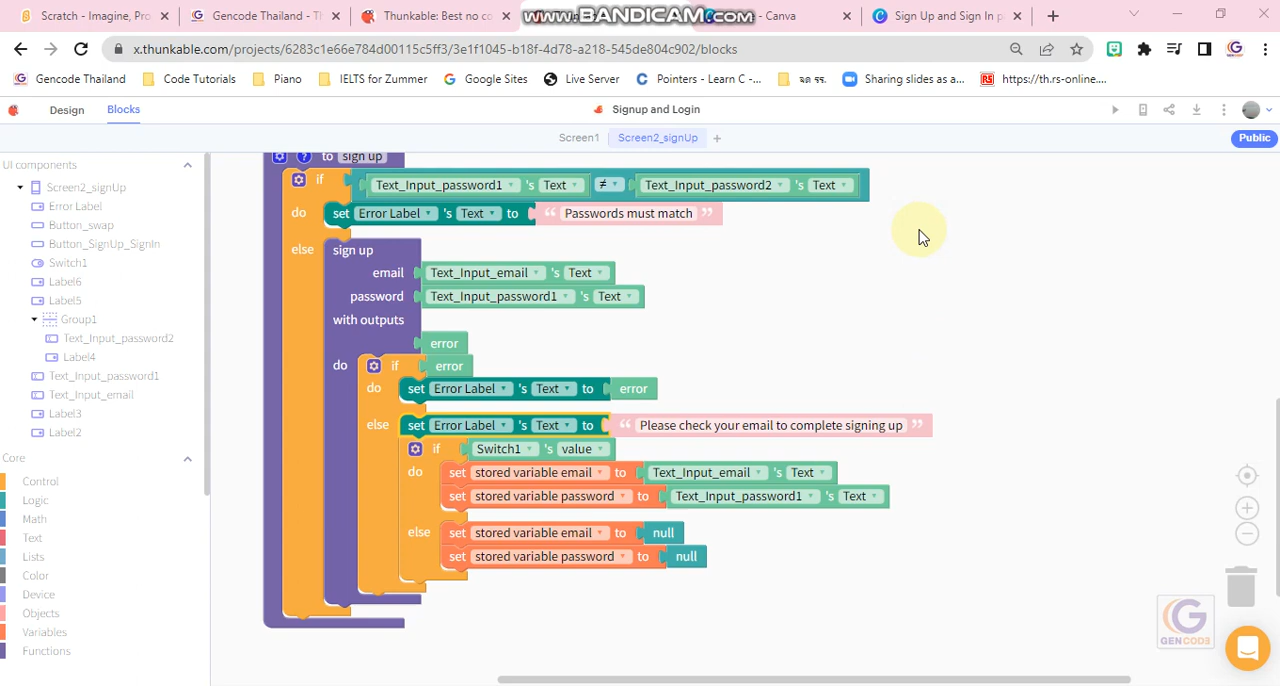 Scratch - Imagine, Pro
Gencode Thailand - Th
Thunkable: Best no co
www.BANDICAM.com
- Canva
Sign Up and Sign In p
x.thunkable.com/projects/6283c1e66e784d00115c5ff3/3e1f1045-b18f-4d78-a218-545de804c902/blocks
Gencode Thailand
Code Tutorials
Piano
IELTS for Zummer
Google Sites
Live Server
Pointers - Learn C -...
วิเด รร.
Sharing slides as a...
https://th.rs-online....
Design
Blocks
Signup and Login
Screen1
Screen2_signUp
Public
UI components
Screen2_signUp
Error Label
Button_swap
Button_SignUp_SignIn
Switch1
Label6
Label5
Group1
Text_Input_password2
Label4
Text_Input_password1
Text_Input_email
Label3
Label2
Core
Control
Logic
Math
Text
Lists
Color
Device
Objects
Variables
Functions
? to sign up
if Text_Input_password1 's Text ≠ Text_Input_password2 's Text
do set Error Label 's Text to “ Passwords must match ”
else sign up
email Text_Input_email 's Text
password Text_Input_password1 's Text
with outputs
error
do if error
do set Error Label 's Text to error
else set Error Label 's Text to “ Please check your email to complete signing up ”
if Switch1 's value
do set stored variable email to Text_Input_email 's Text
set stored variable password to Text_Input_password1 's Text
else set stored variable email to null
set stored variable password to null
GENCOD3